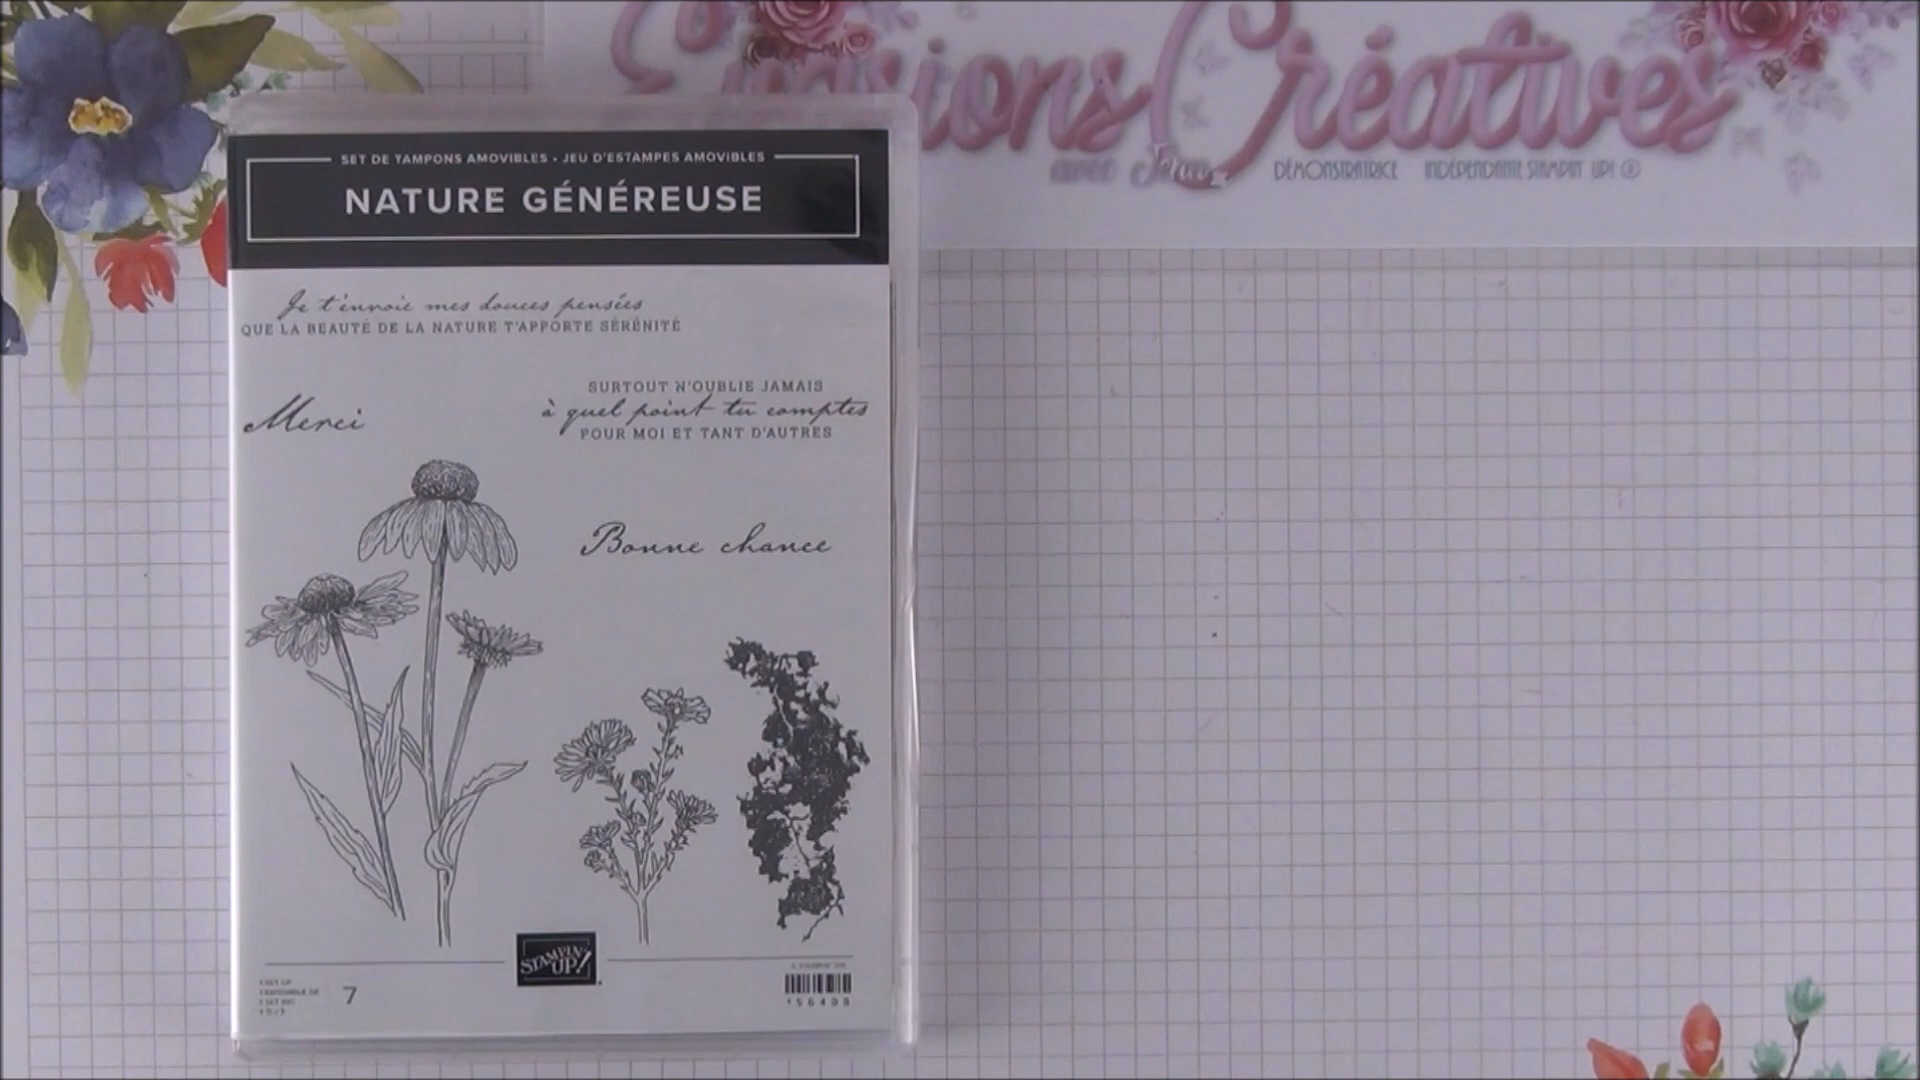 Créatives
DÉMONSTRATRICE INDÉPENDANTE STAMPIN' UP! ®
SET DE TAMPONS AMOVIBLES • JEU D'ESTAMPES AMOVIBLES
NATURE GÉNÉREUSE
Je t'envoie mes douces pensées
QUE LA BEAUTÉ DE LA NATURE T'APPORTE SÉRÉNITÉ
SURTOUT N'OUBLIE JAMAIS
à quel point tu comptes
POUR MOI ET TANT D'AUTRES
Merci
Bonne chance
STAMPIN' UP!
7